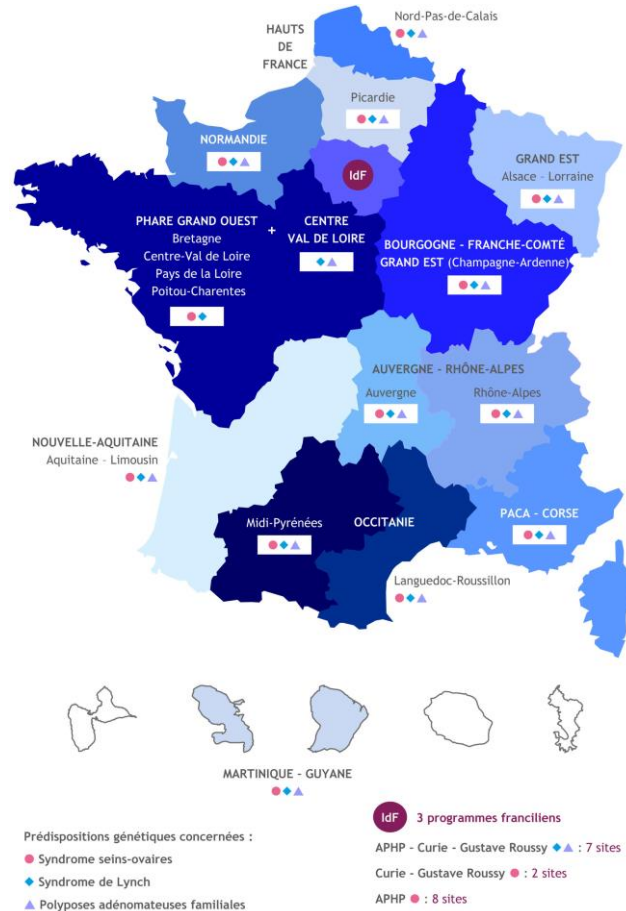 Nord-Pas-de-Calais
HAUTS
DE
FRANCE
Picardie
NORMANDIE
IdF
GRAND EST
Alsace - Lorraine
PHARE GRAND OUEST
Bretagne
Centre-Val de Loire
Pays de la Loire
Poitou-Charentes
+
CENTRE
VAL DE LOIRE
BOURGOGNE - FRANCHE-COMTÉ
GRAND EST (Champagne-Ardenne)
AUVERGNE - RHÔNE-ALPES
Auvergne
Rhône-Alpes
NOUVELLE-AQUITAINE
Aquitaine - Limousin
Midi-Pyrénées
OCCITANIE
PACA - CORSE
Languedoc-Roussillon
MARTINIQUE - GUYANE
Prédispositions génétiques concernées :
Syndrome seins-ovaires
Syndrome de Lynch
Polyposes adénomateuses familiales
IdF 3 programmes franciliens
APHP - Curie - Gustave Roussy : 7 sites
Curie - Gustave Roussy : 2 sites
APHP : 8 sites